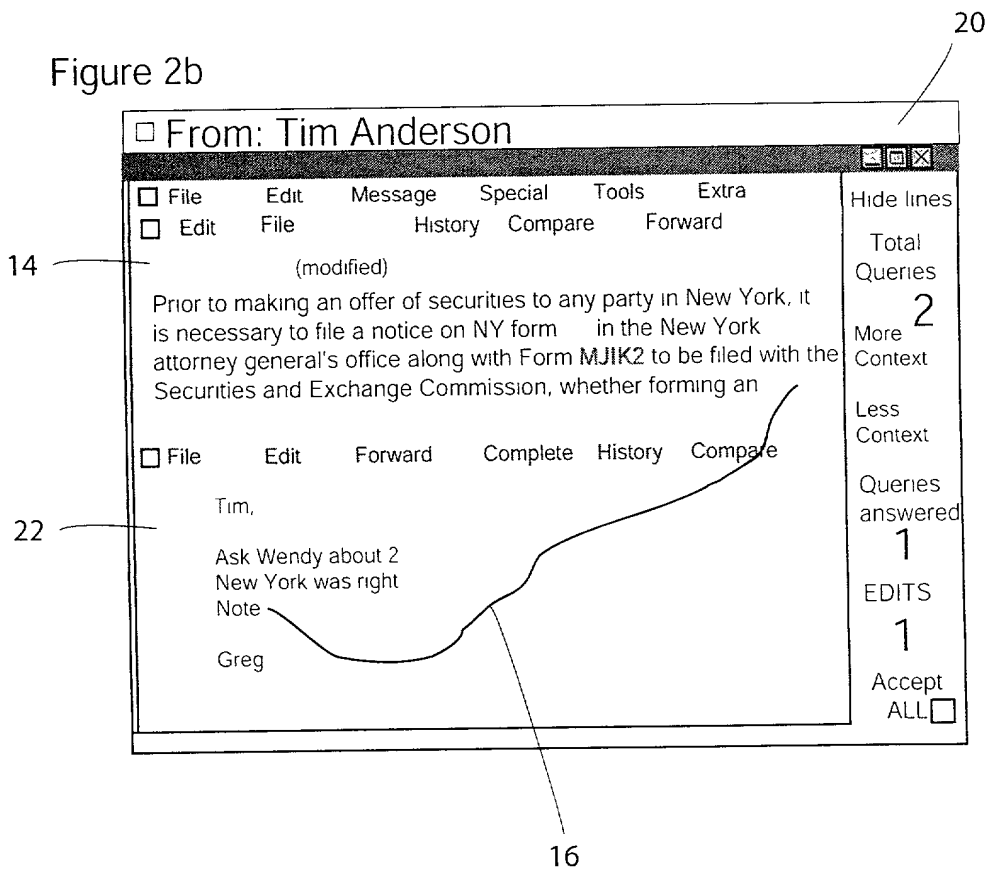 20
Figure 2b
From: Tim Anderson
File Edit Message Special Tools Extra
Edit File History Compare Forward
14
(modified)
Prior to making an offer of securities to any party in New York, it
is necessary to file a notice on NY form in the New York
attorney general's office along with Form MJIK2 to be filed with the
Securities and Exchange Commission, whether forming an
File Edit Forward Complete History Compare
22
Tim,
Ask Wendy about 2
New York was right
Note
Greg
Hide lines
Total
Queries
2
More
Context
Less
Context
Queries
answered
1
EDITS
1
Accept
ALL
16